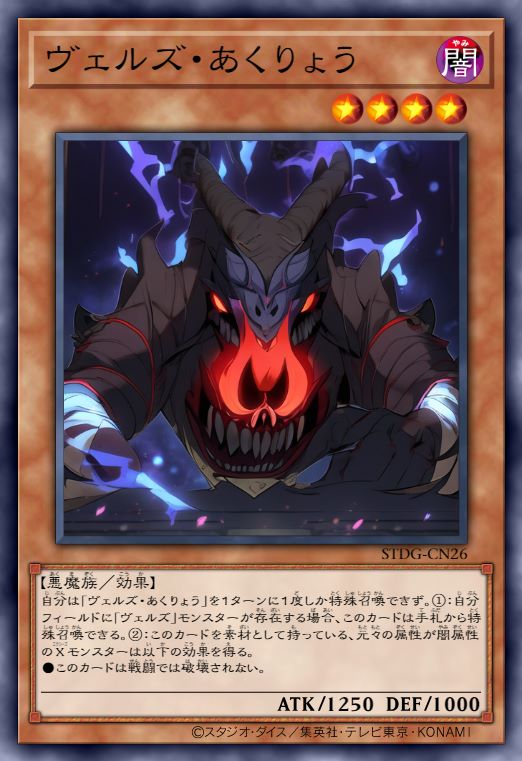 ヴェルズ・あくりょう
闇
STDG-CN26
【悪魔族／効果】
自分は「ヴェルズ・あくりょう」を1ターンに1度しか特殊召喚できず。①：自分
フィールドに「ヴェルズ」モンスターが存在する場合、このカードは手札から特
殊召喚できる。②：このカードを素材として持っている、元々の属性が闇属性
のXモンスターは以下の効果を得る。
●このカードは戦闘では破壊されない。
ATK/1250 DEF/1000
©スタジオ・ダイス／集英社・テレビ東京・KONAMI